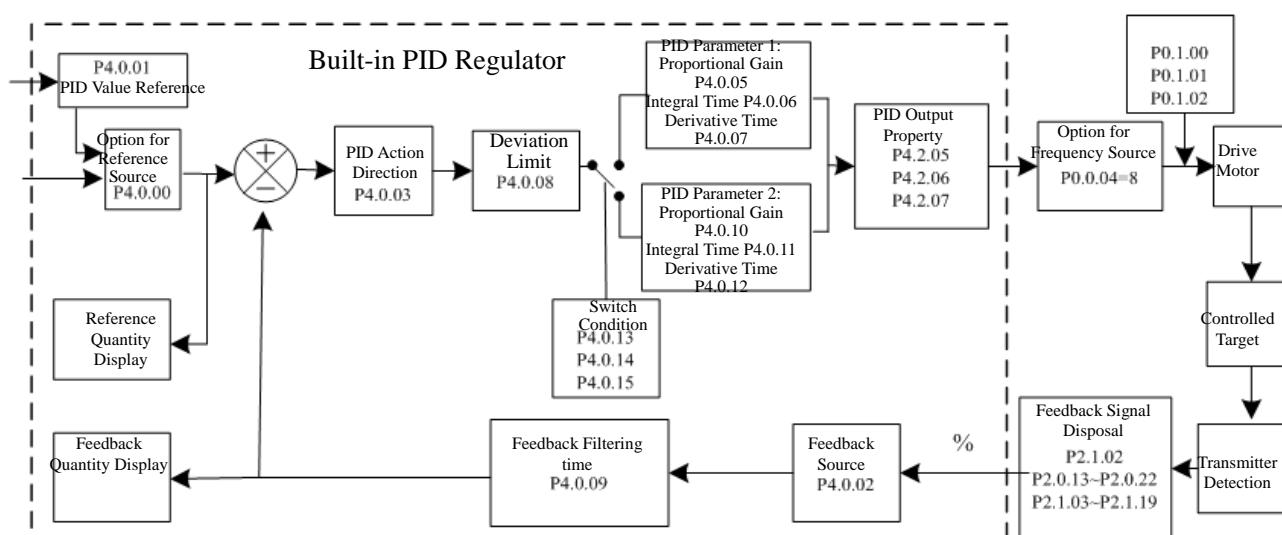 Built-in PID Regulator
P4.0.01
PID Value Reference
Option for
Reference
Source
P4.0.00
+
−
PID Action
Direction
P4.0.03
Deviation
Limit
P4.0.08
PID Parameter 1:
Proportional Gain
P4.0.05
Integral Time P4.0.06
Derivative Time
P4.0.07
PID Parameter 2:
Proportional Gain
P4.0.10
Integral Time P4.0.11
Derivative Time
P4.0.12
Switch
Condition
P4.0.13
P4.0.14
P4.0.15
PID Output
Property
P4.2.05
P4.2.06
P4.2.07
Option for
Frequency Source
P0.0.04=8
P0.1.00
P0.1.01
P0.1.02
Drive
Motor
Controlled
Target
Transmitter
Detection
Feedback Signal
Disposal
P2.1.02
P2.0.13~P2.0.22
P2.1.03~P2.1.19
%
Feedback
Source
P4.0.02
Feedback Filtering
time
P4.0.09
Reference
Quantity
Display
Feedback
Quantity Display